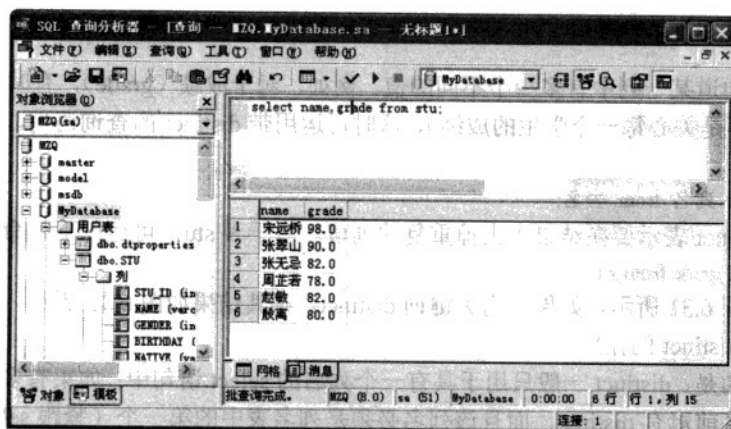 SQL 查询分析器 - [查询 — MZQ.MyDatabase.sa — 无标题1*]
文件(F) 编辑(E) 查询(Q) 工具(T) 窗口(W) 帮助(H)
MyDatabase
对象浏览器(O)
MZQ(sa)
MZQ
master
model
msdb
MyDatabase
用户表
dbo.dtproperties
dbo.STU
列
STU_ID (in
NAME (varc
GENDER (in
BIRTHDAY (
NATIVE (va
对象 模板
select name,grade from stu;
name grade
1 宋远桥 98.0
2 张翠山 90.0
3 张无忌 82.0
4 周芷若 78.0
5 赵敏 82.0
6 殷离 80.0
网格 消息
批查询完成。 MZQ (8.0) sa (51) MyDatabase 0:00:00 6 行 行 1, 列 15
连接: 1